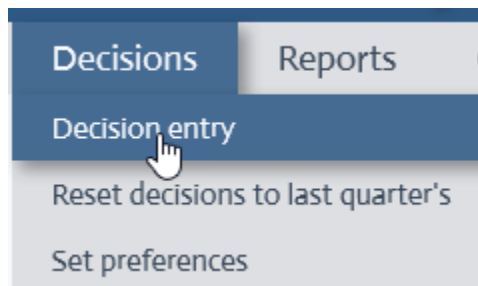 Decisions Reports
Decision entry
Reset decisions to last quarter's
Set preferences